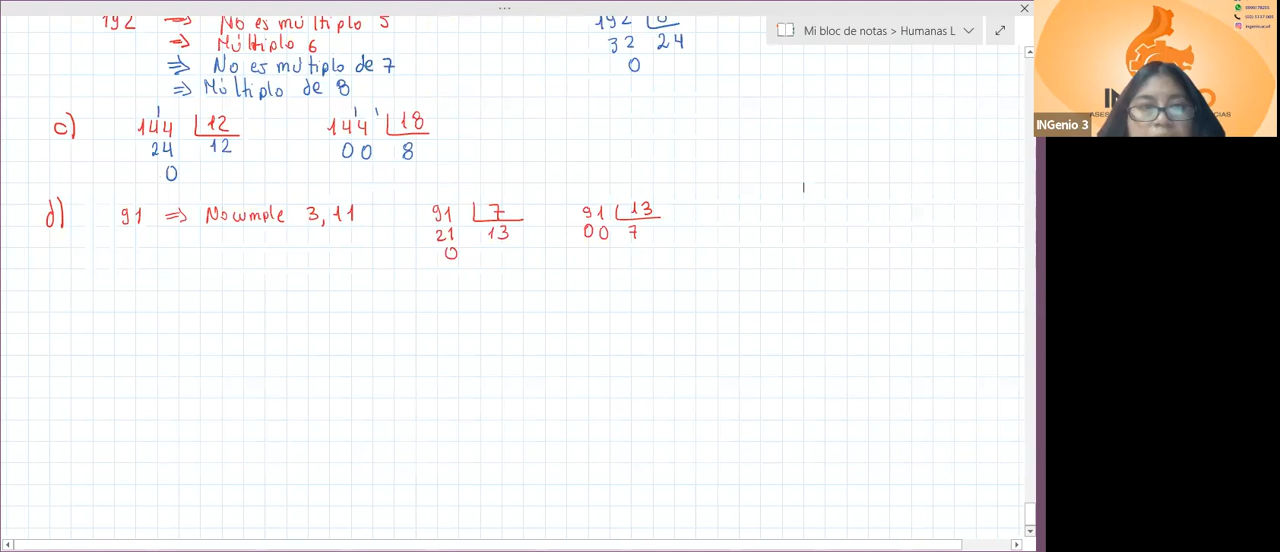 Mi bloc de notas > Humanas L
192 ⇒ No es múltiplo 5
⇒ Múltiplo 6
⇒ No es múltiplo de 7
⇒ Múltiplo de 8
192 8
32 24
0
c) 144 12 144 18
24 12 00 8
0
d) 91 ⇒ No cumple 3, 11 91 7 91 13
21 13 00 7
0
INGenio 3